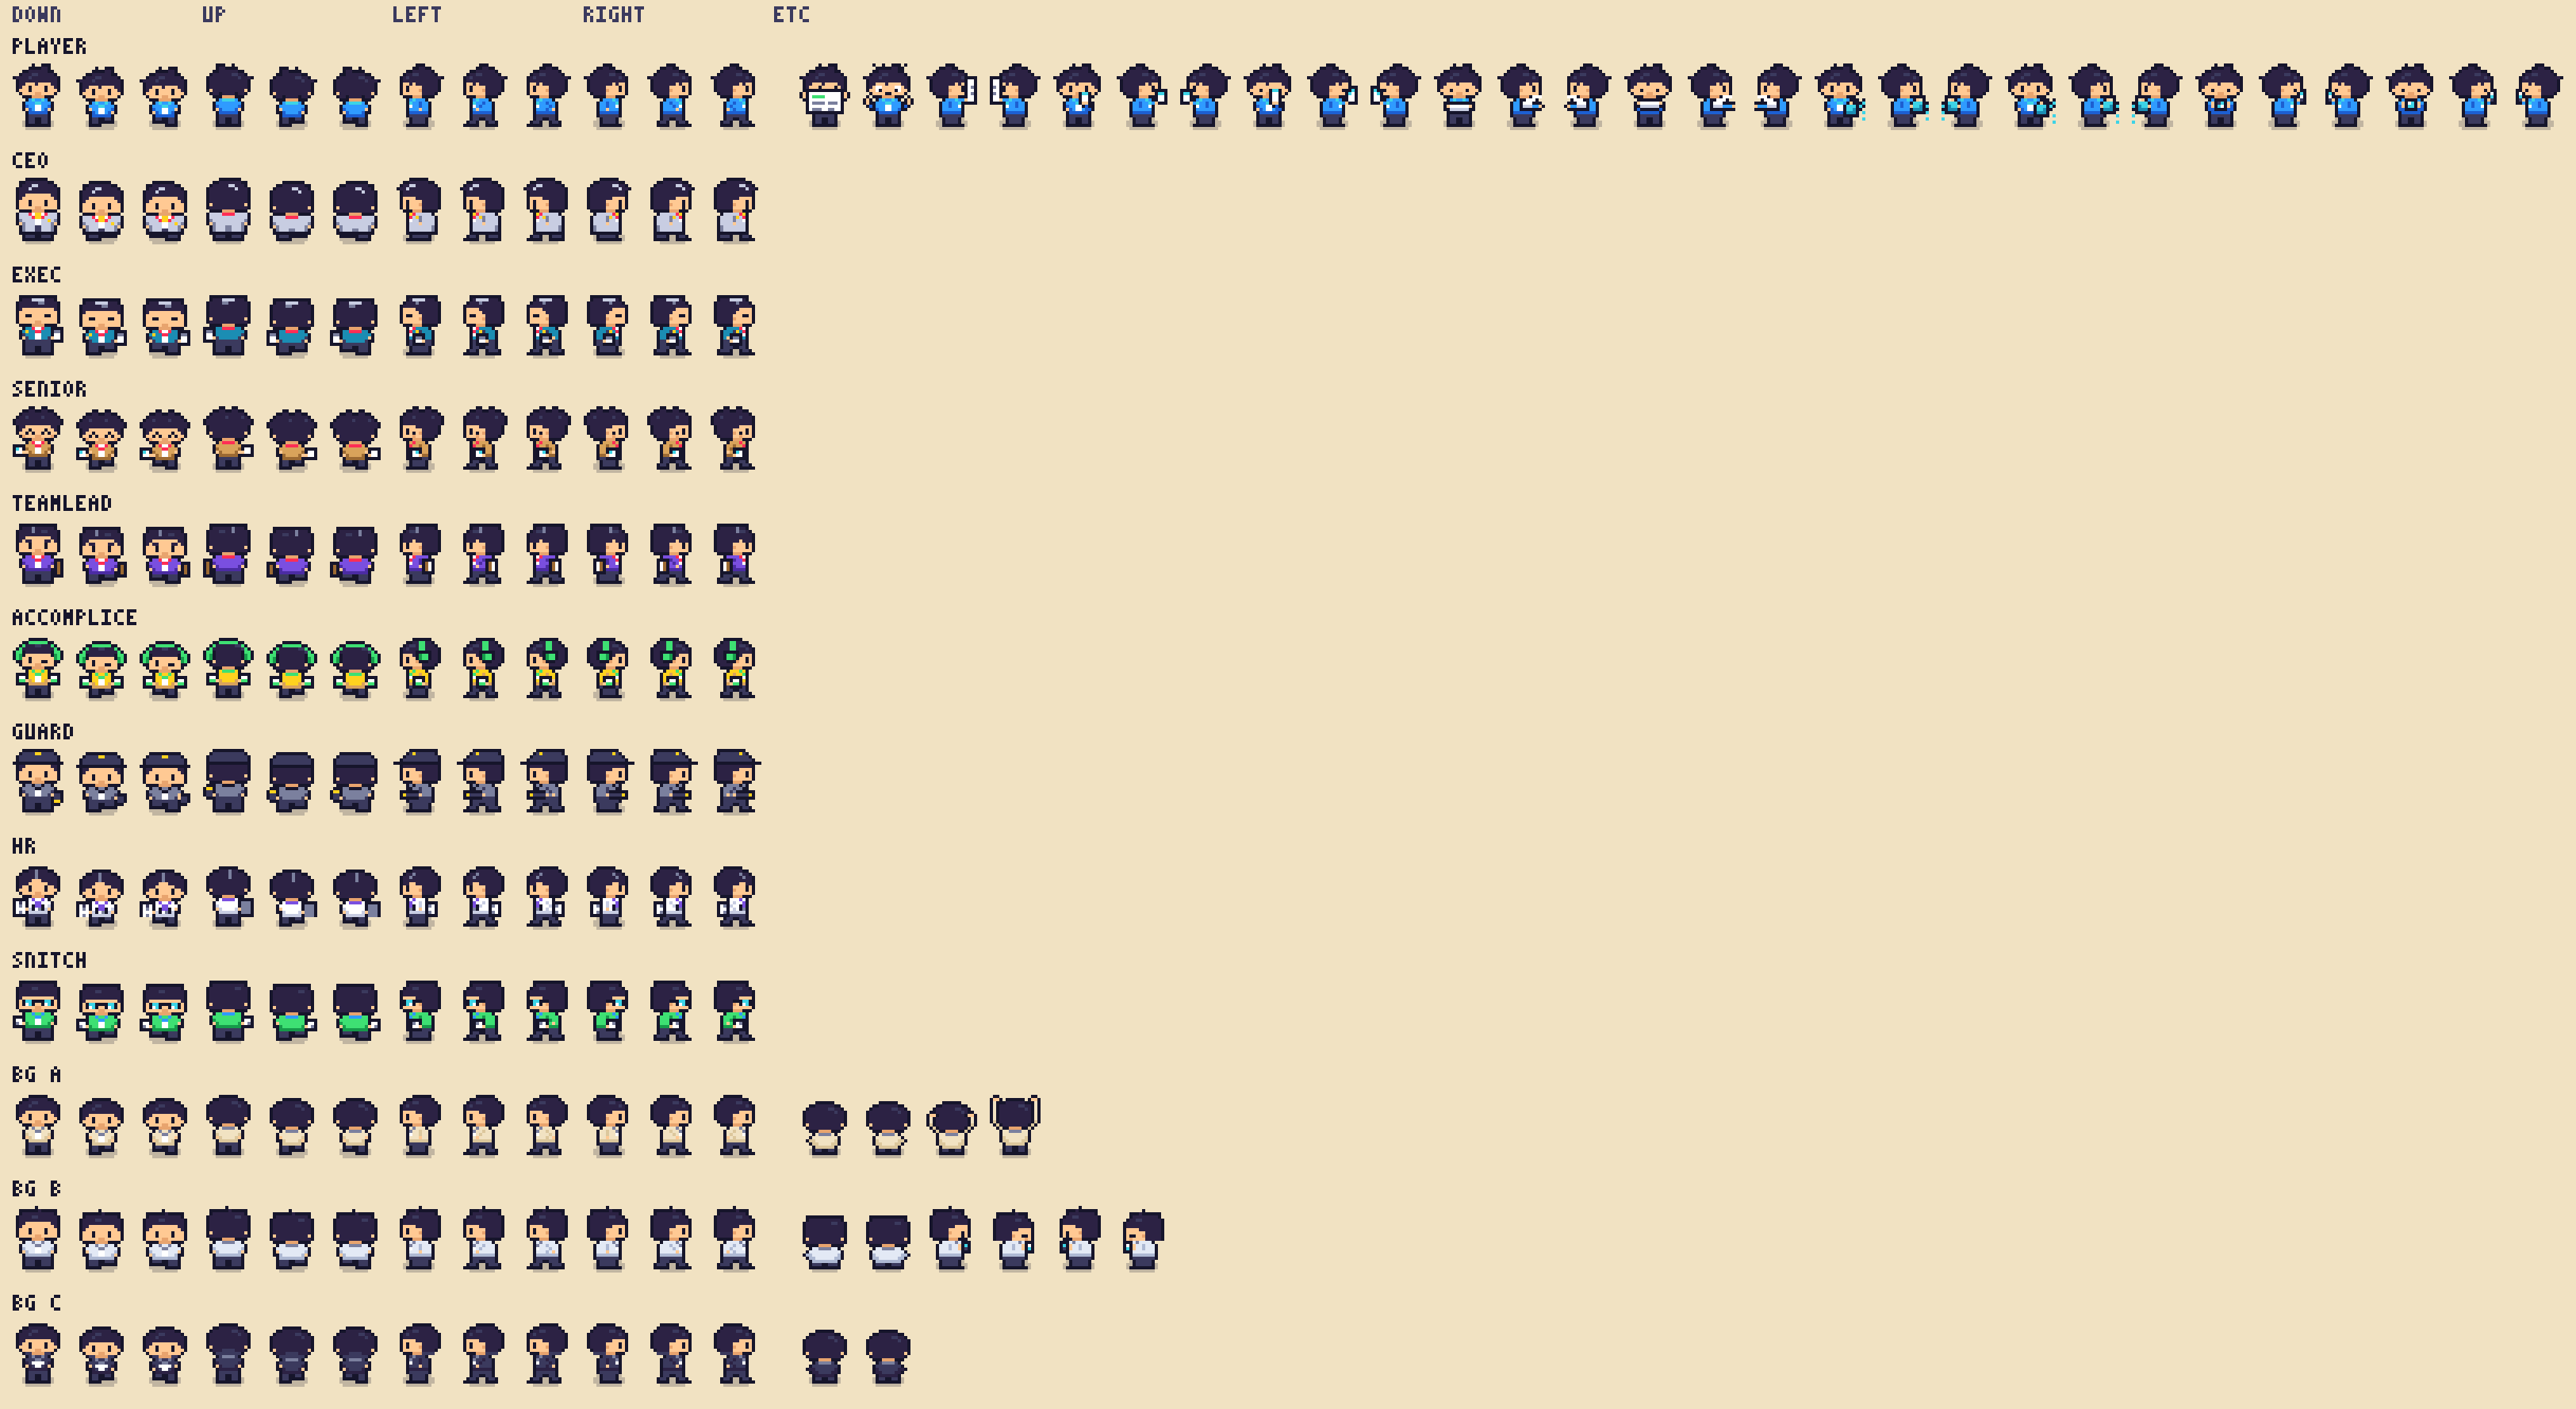 DOWN UP LEFT RIGHT ETC
PLAYER
CEO
EXEC
SENIOR
TEAMLEAD
ACCOMPLICE
GUARD
HR
SNITCH
BG A
BG B
BG C